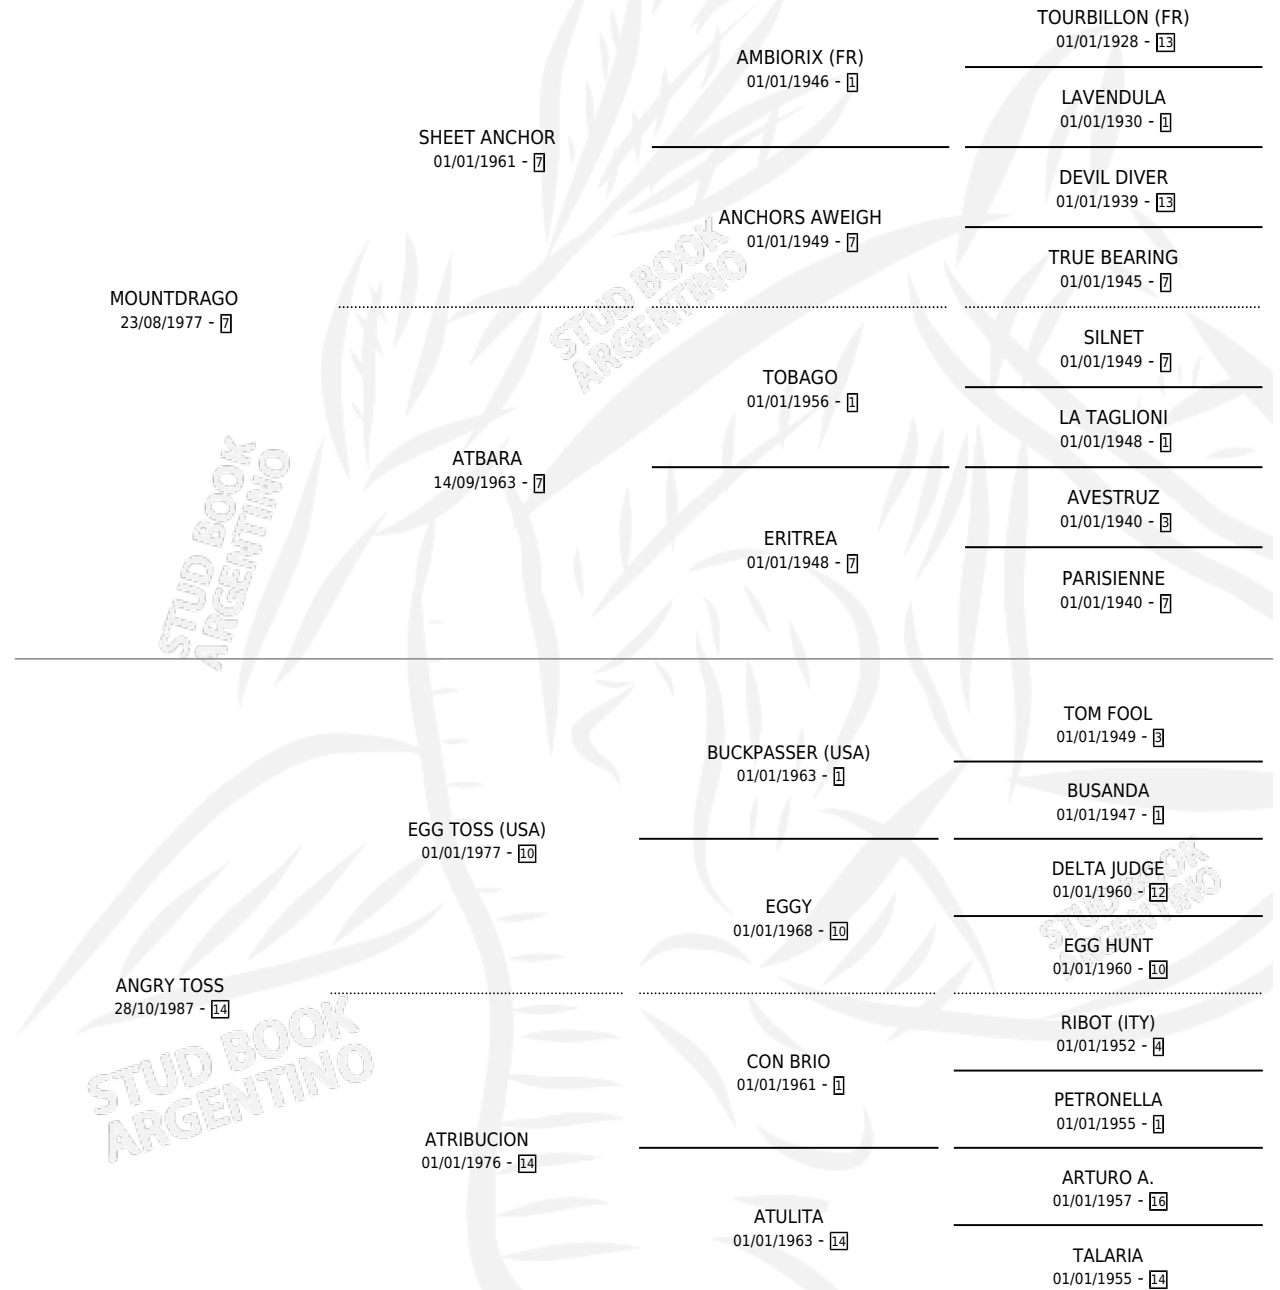 TOURBILLON (FR)
01/01/1928 - 13
AMBIORIX (FR)
01/01/1946 - 1
LAVENDULA
01/01/1930 - 1
SHEET ANCHOR
01/01/1961 - 7
DEVIL DIVER
01/01/1939 - 13
ANCHORS AWEIGH
01/01/1949 - 7
TRUE BEARING
01/01/1945 - 7
MOUNTDRAGO
23/08/1977 - 7
STUD BOOK
ARGENTINO
SILNET
01/01/1949 - 7
TOBAGO
01/01/1956 - 1
LA TAGLIONI
01/01/1948 - 1
ATBARA
14/09/1963 - 7
AVESTRUZ
01/01/1940 - 3
ERITREA
01/01/1948 - 7
PARISIENNE
01/01/1940 - 7
STUD BOOK
ARGENTINO
TOM FOOL
01/01/1949 - 3
BUCKPASSER (USA)
01/01/1963 - 1
BUSANDA
01/01/1947 - 1
EGG TOSS (USA)
01/01/1977 - 10
DELTA JUDGE
01/01/1960 - 12
STUD BOOK
ARGENTINO
EGGY
01/01/1968 - 10
EGG HUNT
01/01/1960 - 10
ANGRY TOSS
28/10/1987 - 14
RIBOT (ITY)
01/01/1952 - 4
STUD BOOK
ARGENTINO
CON BRIO
01/01/1961 - 1
PETRONELLA
01/01/1955 - 1
ATRIBUCION
01/01/1976 - 14
ARTURO A.
01/01/1957 - 16
ATULITA
01/01/1963 - 14
TALARIA
01/01/1955 - 14